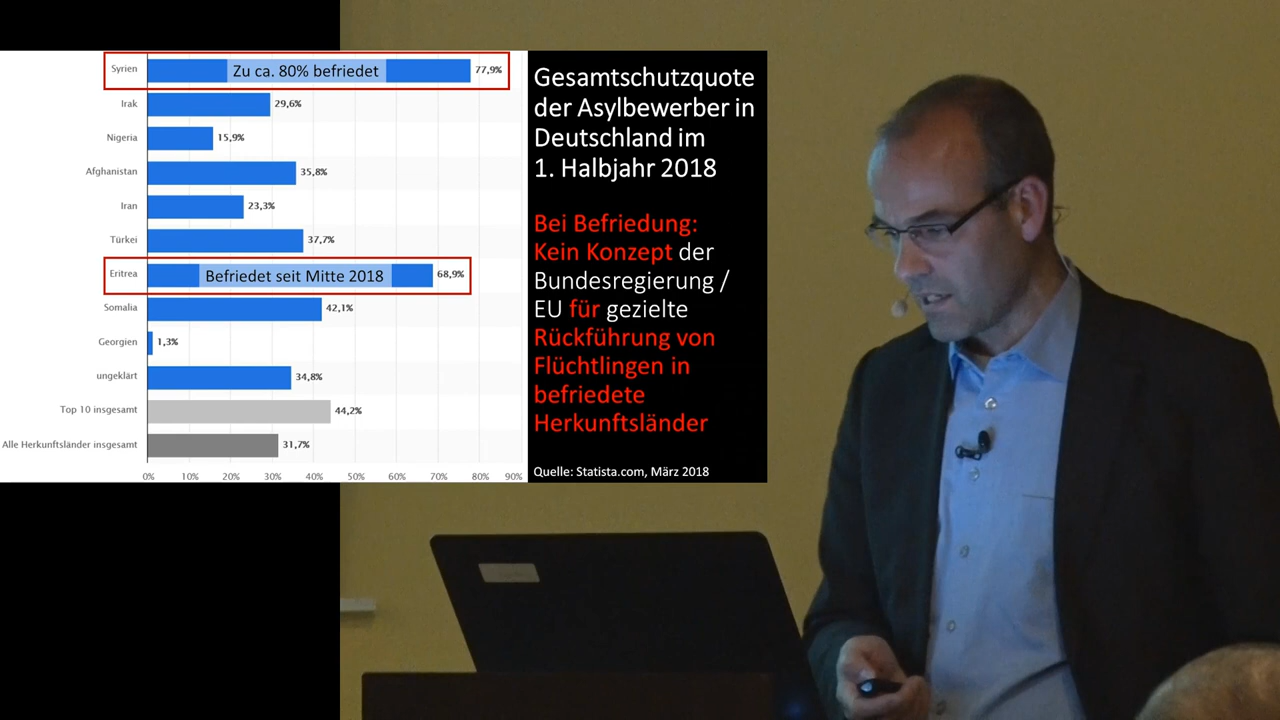 Syrien
Zu ca. 80% befriedet
77,9%
Irak
29,6%
Nigeria
15,9%
Afghanistan
35,8%
Iran
23,3%
Türkei
37,7%
Eritrea
Befriedet seit Mitte 2018
68,9%
Somalia
42,1%
Georgien
1,3%
ungeklärt
34,8%
Top 10 insgesamt
44,2%
Alle Herkunftsländer insgesamt
31,7%
0% 10% 20% 30% 40% 50% 60% 70% 80% 90%
Gesamtschutzquote
der Asylbewerber in
Deutschland im
1. Halbjahr 2018
Bei Befriedung:
Kein Konzept der
Bundesregierung /
EU für gezielte
Rückführung von
Flüchtlingen in
befriedete
Herkunftsländer
Quelle: Statista.com, März 2018